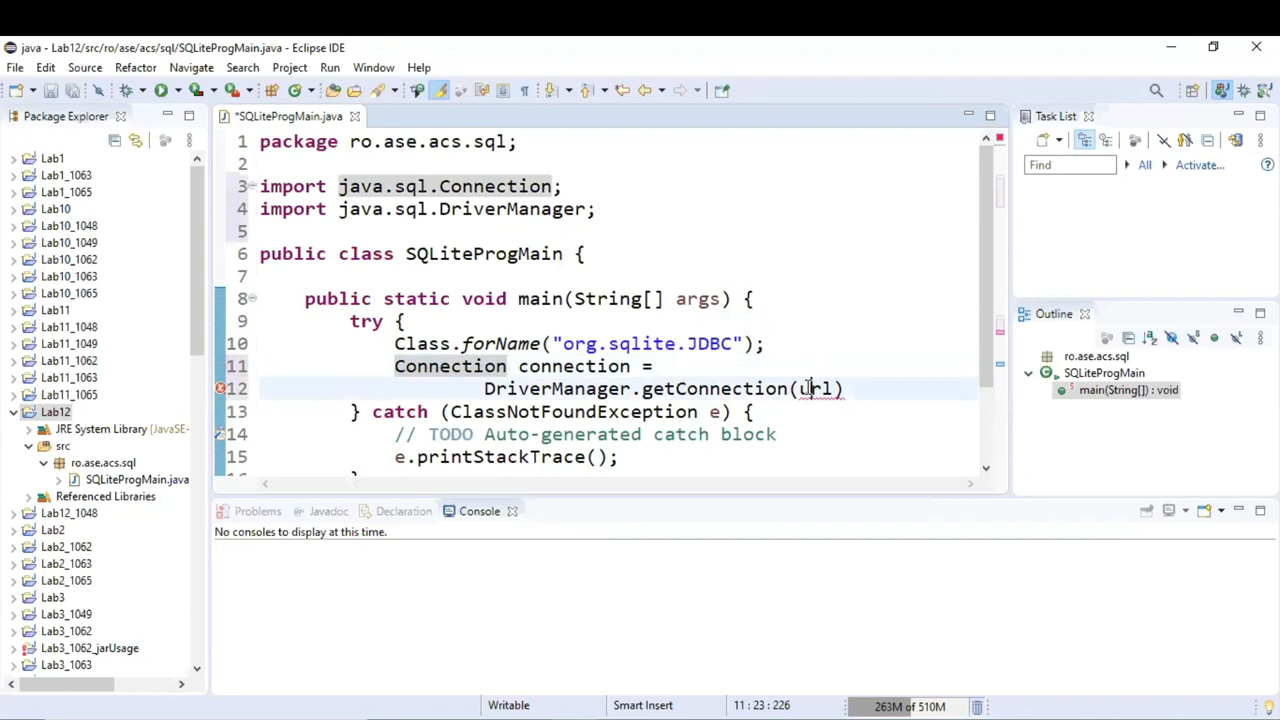 java - Lab12/src/ro/ase/acs/sql/SQLiteProgMain.java - Eclipse IDE
File Edit Source Refactor Navigate Search Project Run Window Help
Package Explorer
Lab1
Lab1_1063
Lab1_1065
Lab10
Lab10_1048
Lab10_1049
Lab10_1062
Lab10_1063
Lab10_1065
Lab11
Lab11_1048
Lab11_1049
Lab11_1062
Lab11_1063
Lab11_1065
Lab12
JRE System Library (JavaSE-
src
ro.ase.acs.sql
SQLiteProgMain.java
Referenced Libraries
Lab12_1048
Lab2
Lab2_1062
Lab2_1063
Lab2_1065
Lab3
Lab3_1049
Lab3_1062
Lab3_1062_jarUsage
Lab3_1063
*SQLiteProgMain.java
1 package ro.ase.acs.sql;
2
3 import java.sql.Connection;
4 import java.sql.DriverManager;
5
6 public class SQLiteProgMain {
7
8 public static void main(String[] args) {
9 try {
10 Class.forName("org.sqlite.JDBC");
11 Connection connection =
12 DriverManager.getConnection(url)
13 } catch (ClassNotFoundException e) {
14 // TODO Auto-generated catch block
15 e.printStackTrace();
Task List
Find All Activate...
Outline
ro.ase.acs.sql
SQLiteProgMain
main(String[]) : void
Problems Javadoc Declaration Console
No consoles to display at this time.
Writable Smart Insert 11 : 23 : 226 263M of 510M